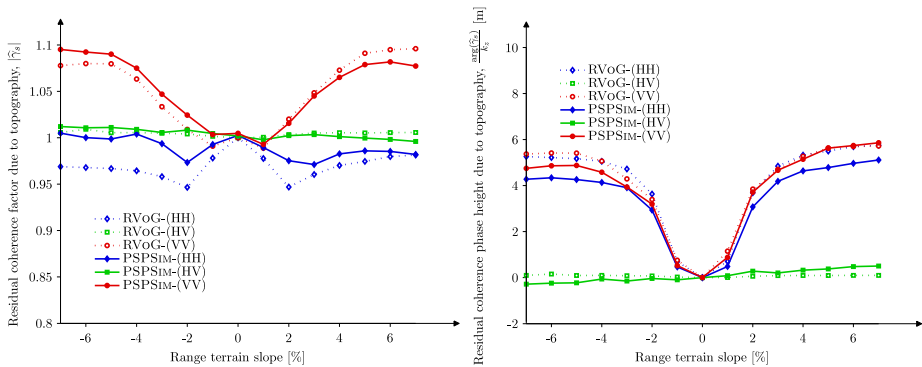 Residual coherence factor due to topography, |γ̂ₛ|
1.1
1.05
1
0.95
0.9
0.85
0.8
RVoG-(HH)
RVoG-(HV)
RVoG-(VV)
PSPSim-(HH)
PSPSim-(HV)
PSPSim-(VV)
-6 -4 -2 0 2 4 6
Range terrain slope [%]
Residual coherence phase height due to topography, arg(γ̂ₛ)/k_z [m]
10
8
6
4
2
0
-2
RVoG-(HH)
RVoG-(HV)
RVoG-(VV)
PSPSim-(HH)
PSPSim-(HV)
PSPSim-(VV)
-6 -4 -2 0 2 4 6
Range terrain slope [%]